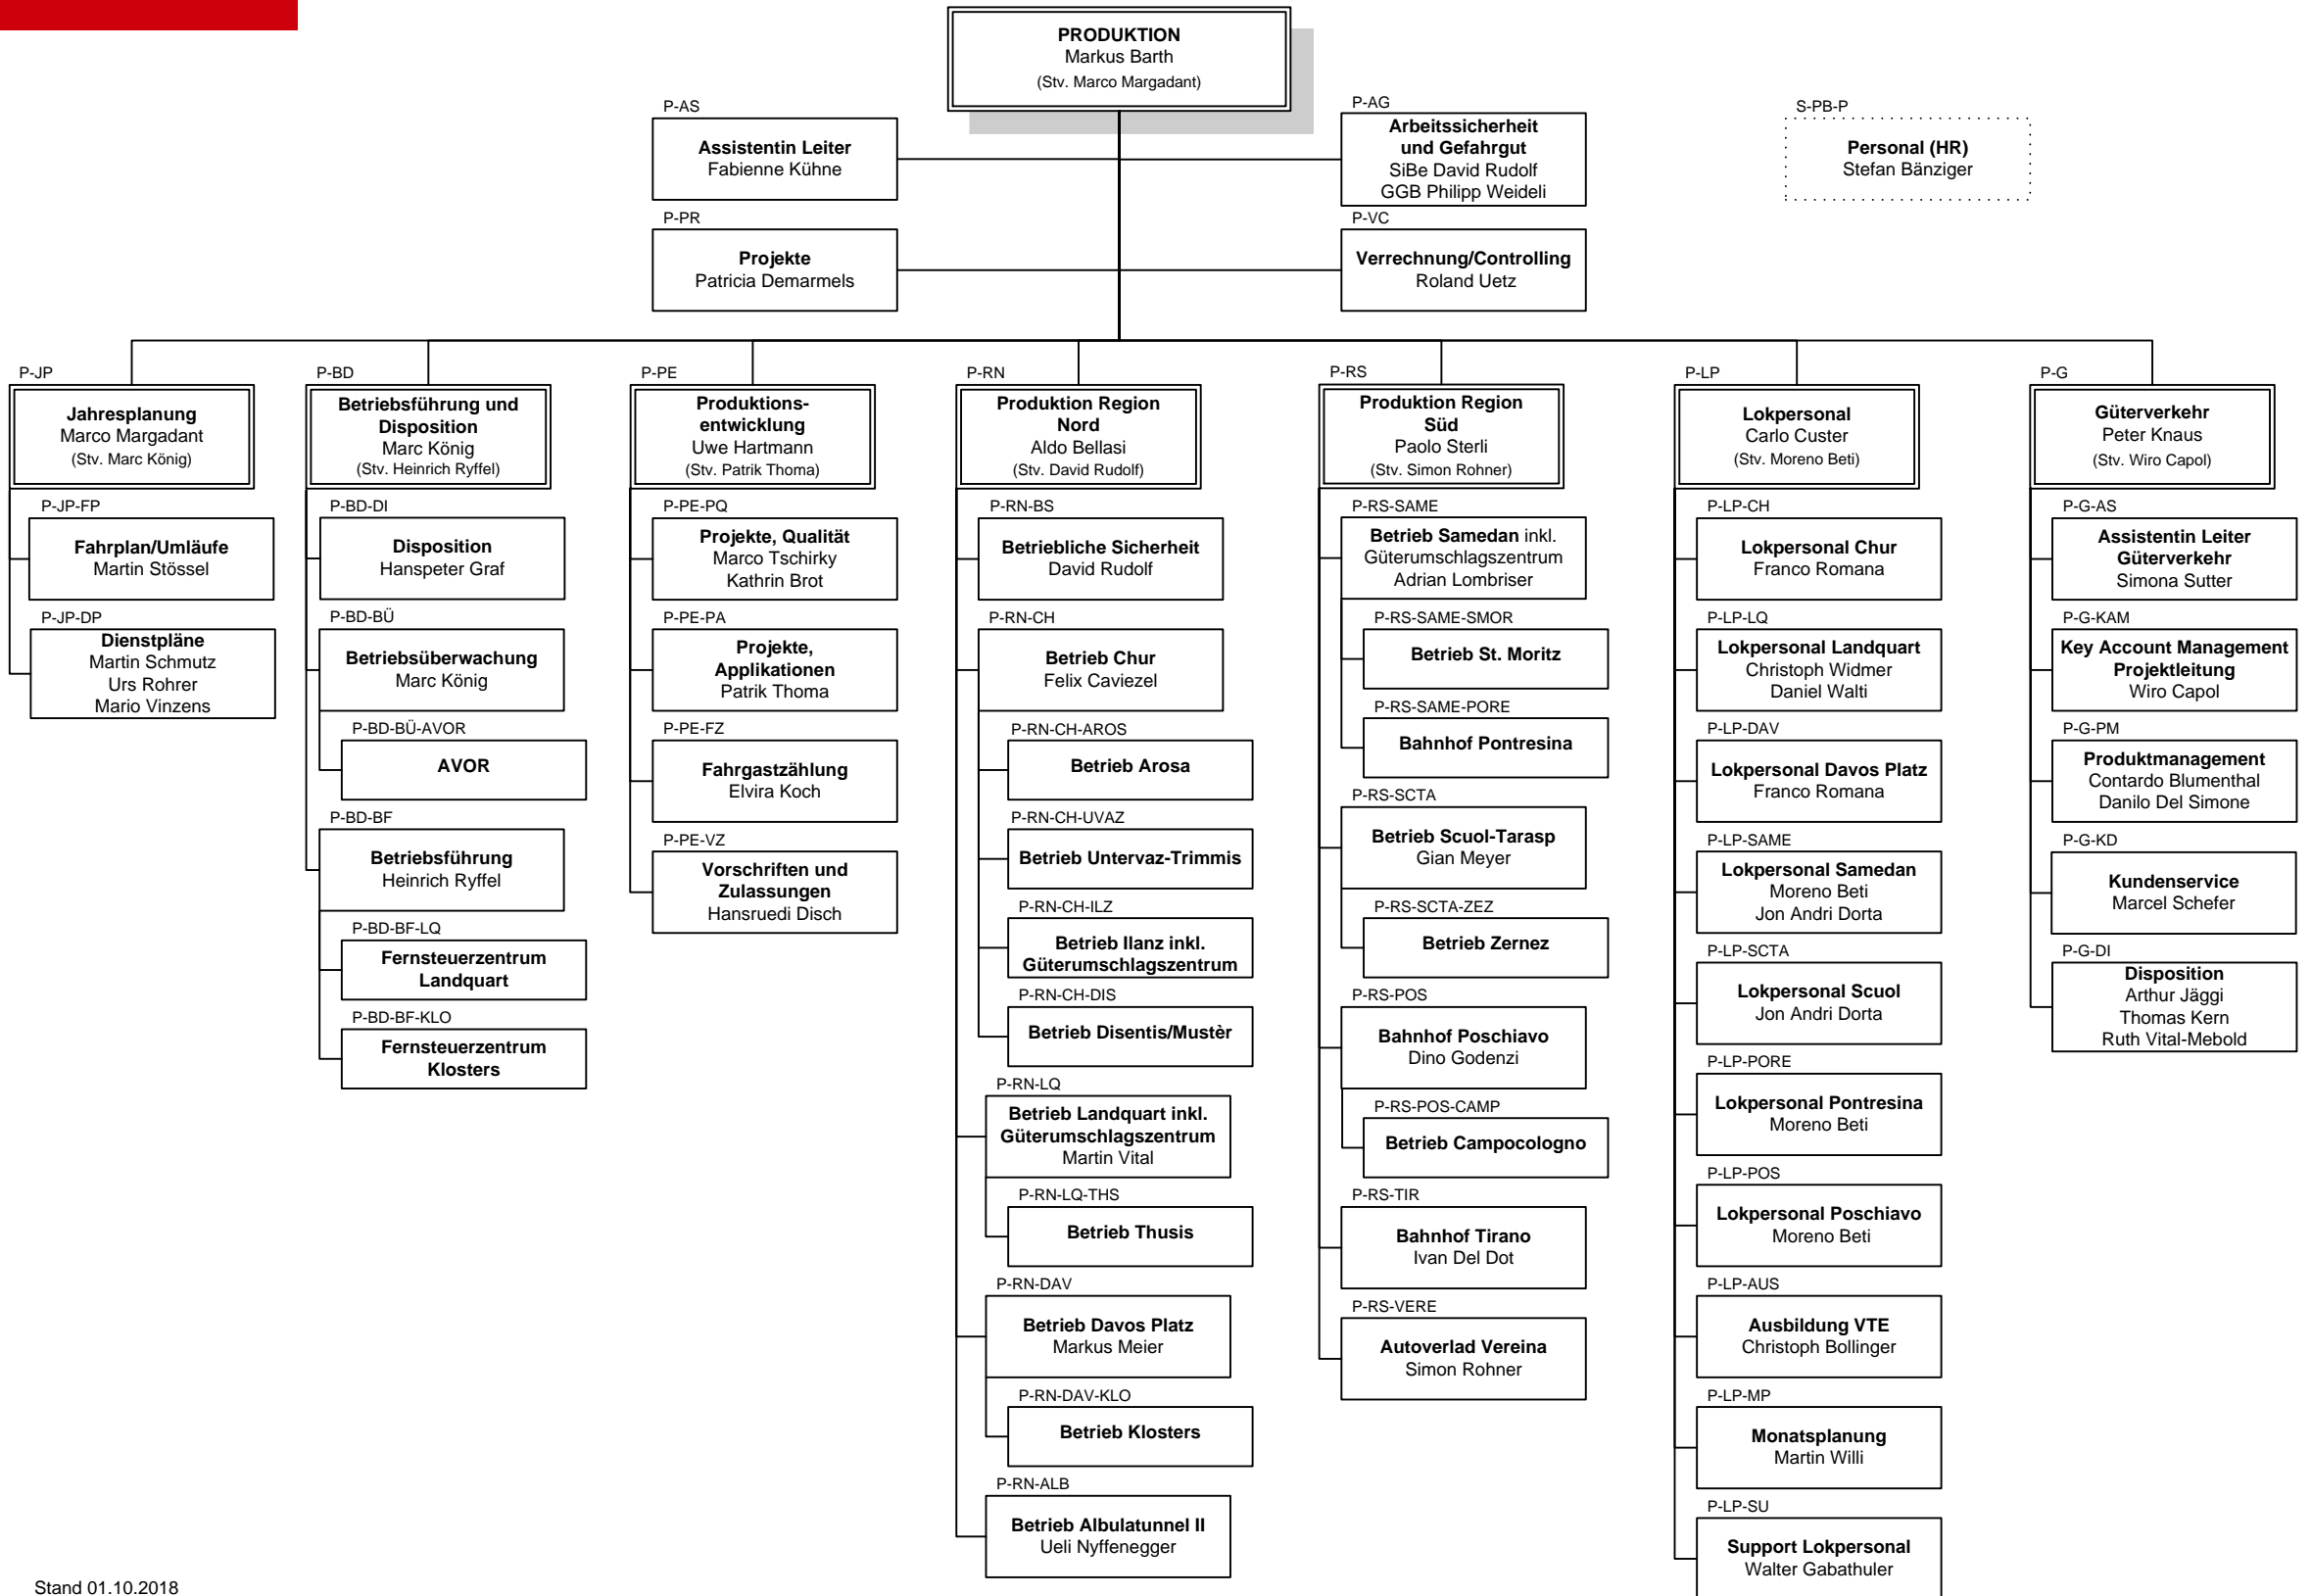 PRODUKTION
Markus Barth
(Stv. Marco Margadant)
P-AS
Assistentin Leiter
Fabienne Kühne
P-AG
Arbeitssicherheit
und Gefahrgut
SiBe David Rudolf
GGB Philipp Weideli
S-PB-P
Personal (HR)
Stefan Bänziger
P-PR
Projekte
Patricia Demarmels
P-VC
Verrechnung/Controlling
Roland Uetz
P-JP
Jahresplanung
Marco Margadant
(Stv. Marc König)
P-JP-FP
Fahrplan/Umläufe
Martin Stössel
P-JP-DP
Dienstpläne
Martin Schmutz
Urs Rohrer
Mario Vinzens
P-BD
Betriebsführung und
Disposition
Marc König
(Stv. Heinrich Ryffel)
P-BD-DI
Disposition
Hanspeter Graf
P-BD-BÜ
Betriebsüberwachung
Marc König
P-BD-BÜ-AVOR
AVOR
P-BD-BF
Betriebsführung
Heinrich Ryffel
P-BD-BF-LQ
Fernsteuerzentrum
Landquart
P-BD-BF-KLO
Fernsteuerzentrum
Klosters
P-PE
Produktions-
entwicklung
Uwe Hartmann
(Stv. Patrik Thoma)
P-PE-PQ
Projekte, Qualität
Marco Tschirky
Kathrin Brot
P-PE-PA
Projekte,
Applikationen
Patrik Thoma
P-PE-FZ
Fahrgastzählung
Elvira Koch
P-PE-VZ
Vorschriften und
Zulassungen
Hansruedi Disch
P-RN
Produktion Region
Nord
Aldo Bellasi
(Stv. David Rudolf)
P-RN-BS
Betriebliche Sicherheit
David Rudolf
P-RN-CH
Betrieb Chur
Felix Caviezel
P-RN-CH-AROS
Betrieb Arosa
P-RN-CH-UVAZ
Betrieb Untervaz-Trimmis
P-RN-CH-ILZ
Betrieb Ilanz inkl.
Güterumschlagszentrum
P-RN-CH-DIS
Betrieb Disentis/Mustèr
P-RN-LQ
Betrieb Landquart inkl.
Güterumschlagszentrum
Martin Vital
P-RN-LQ-THS
Betrieb Thusis
P-RN-DAV
Betrieb Davos Platz
Markus Meier
P-RN-DAV-KLO
Betrieb Klosters
P-RN-ALB
Betrieb Albulatunnel II
Ueli Nyffenegger
P-RS
Produktion Region
Süd
Paolo Sterli
(Stv. Simon Rohner)
P-RS-SAME
Betrieb Samedan inkl.
Güterumschlagszentrum
Adrian Lombriser
P-RS-SAME-SMOR
Betrieb St. Moritz
P-RS-SAME-PORE
Bahnhof Pontresina
P-RS-SCTA
Betrieb Scuol-Tarasp
Gian Meyer
P-RS-SCTA-ZEZ
Betrieb Zernez
P-RS-POS
Bahnhof Poschiavo
Dino Godenzi
P-RS-POS-CAMP
Betrieb Campocologno
P-RS-TIR
Bahnhof Tirano
Ivan Del Dot
P-RS-VERE
Autoverlad Vereina
Simon Rohner
P-LP
Lokpersonal
Carlo Custer
(Stv. Moreno Beti)
P-LP-CH
Lokpersonal Chur
Franco Romana
P-LP-LQ
Lokpersonal Landquart
Christoph Widmer
Daniel Walti
P-LP-DAV
Lokpersonal Davos Platz
Franco Romana
P-LP-SAME
Lokpersonal Samedan
Moreno Beti
Jon Andri Dorta
P-LP-SCTA
Lokpersonal Scuol
Jon Andri Dorta
P-LP-PORE
Lokpersonal Pontresina
Moreno Beti
P-LP-POS
Lokpersonal Poschiavo
Moreno Beti
P-LP-AUS
Ausbildung VTE
Christoph Bollinger
P-LP-MP
Monatsplanung
Martin Willi
P-LP-SU
Support Lokpersonal
Walter Gabathuler
P-G
Güterverkehr
Peter Knaus
(Stv. Wiro Capol)
P-G-AS
Assistentin Leiter
Güterverkehr
Simona Sutter
P-G-KAM
Key Account Management
Projektleitung
Wiro Capol
P-G-PM
Produktmanagement
Contardo Blumenthal
Danilo Del Simone
P-G-KD
Kundenservice
Marcel Schefer
P-G-DI
Disposition
Arthur Jäggi
Thomas Kern
Ruth Vital-Mebold
Stand 01.10.2018